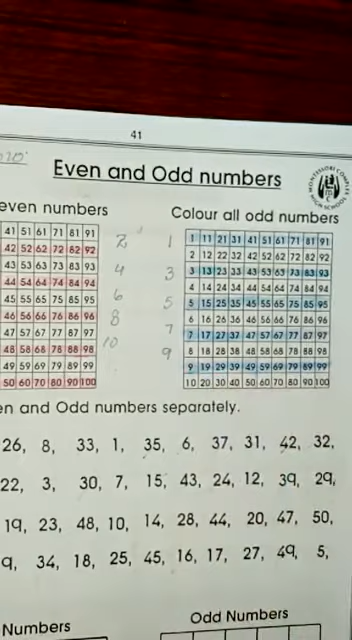 41
Even and Odd numbers
even numbers
Colour all odd numbers
41 51 61 71 81 91
42 52 62 72 82 92
43 53 63 73 83 93
44 54 64 74 84 94
45 55 65 75 85 95
46 56 66 76 86 96
47 57 67 77 87 97
48 58 68 78 88 98
49 59 69 79 89 99
50 60 70 80 90 100
2
4
6
8
10
1
3
5
7
9
1 11 21 31 41 51 61 71 81 91
2 12 22 32 42 52 62 72 82 92
3 13 23 33 43 53 63 73 83 93
4 14 24 34 44 54 64 74 84 94
5 15 25 35 45 55 65 75 85 95
6 16 26 36 46 56 66 76 86 96
7 17 27 37 47 57 67 77 87 97
8 18 28 38 48 58 68 78 88 98
9 19 29 39 49 59 69 79 89 99
10 20 30 40 50 60 70 80 90 100
en and Odd numbers separately.
26, 8, 33, 1, 35, 6, 37, 31, 42, 32,
22, 3, 30, 7, 15, 43, 24, 12, 39, 29,
19, 23, 48, 10, 14, 28, 44, 20, 47, 50,
9, 34, 18, 25, 45, 16, 17, 27, 49, 5,
Numbers
Odd Numbers